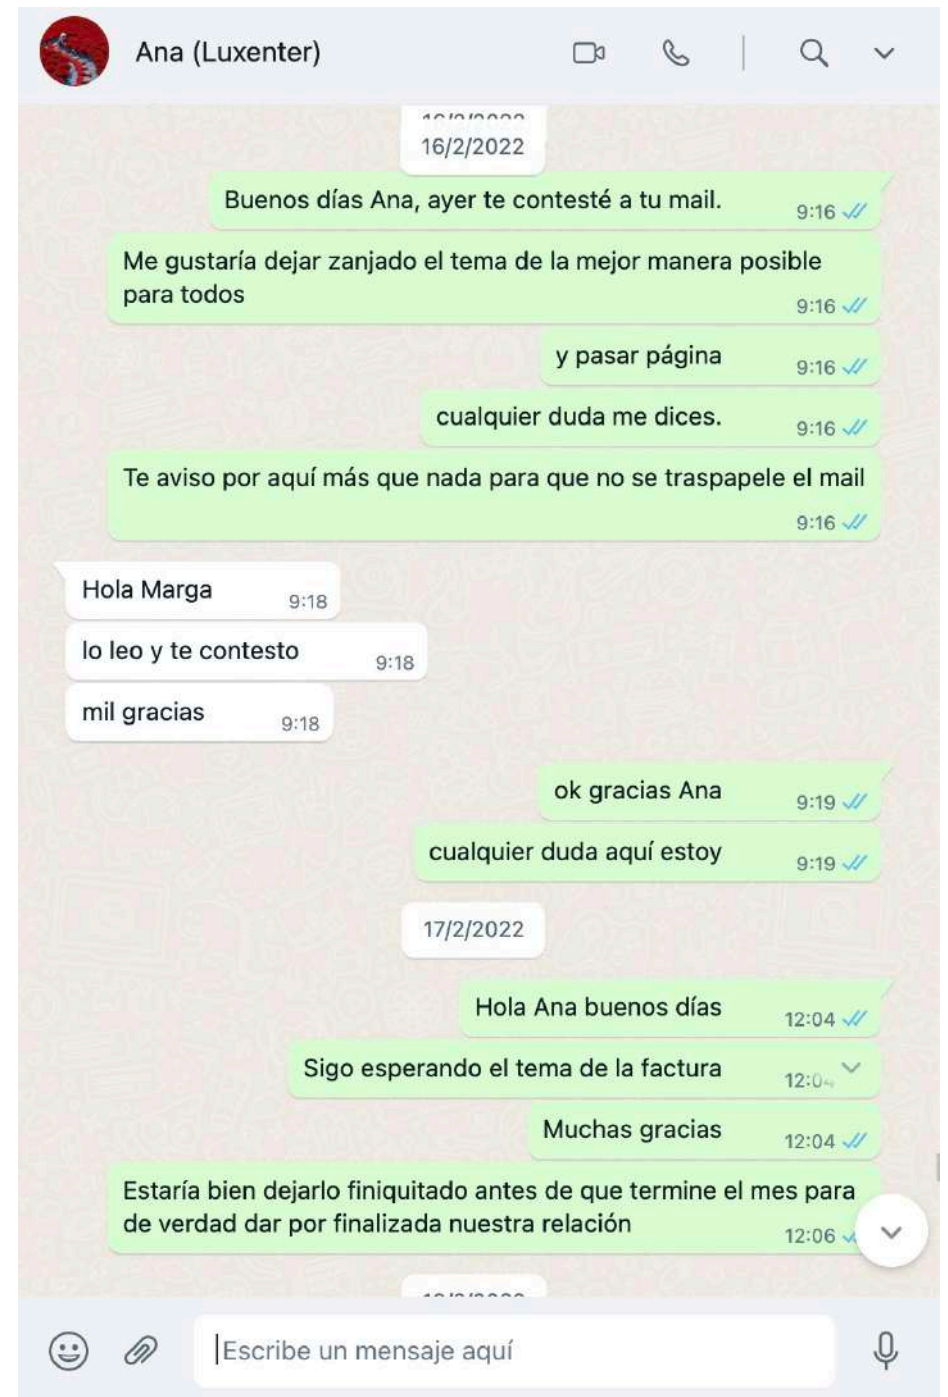 Ana (Luxenter)
16/2/2022
Buenos días Ana, ayer te contesté a tu mail.
9:16
Me gustaría dejar zanjado el tema de la mejor manera posible
para todos
9:16
y pasar página
9:16
cualquier duda me dices.
9:16
Te aviso por aquí más que nada para que no se traspapele el mail
9:16
Hola Marga
9:18
lo leo y te contesto
9:18
mil gracias
9:18
ok gracias Ana
9:19
cualquier duda aquí estoy
9:19
17/2/2022
Hola Ana buenos días
12:04
Sigo esperando el tema de la factura
12:04
Muchas gracias
12:04
Estaría bien dejarlo finiquitado antes de que termine el mes para
de verdad dar por finalizada nuestra relación
12:06
Escribe un mensaje aquí